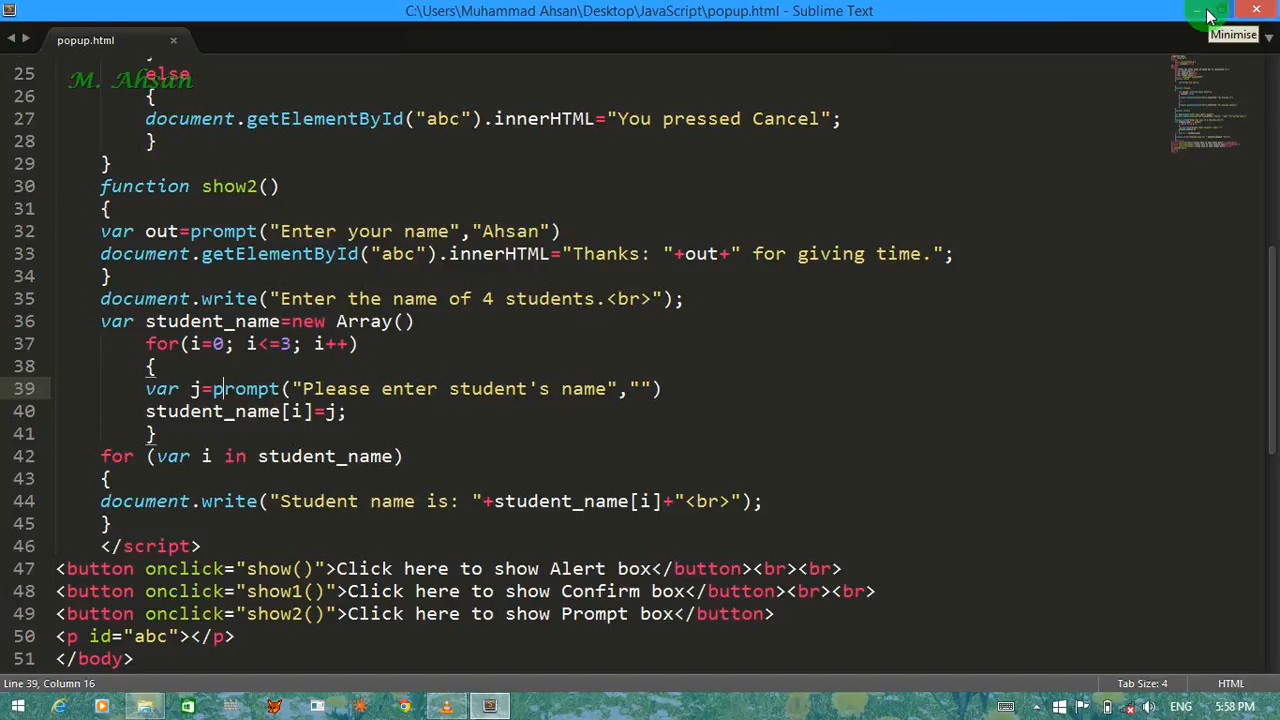 C:\Users\Muhammad Ahsan\Desktop\JavaScript\popup.html - Sublime Text
Minimise
popup.html
M. Ahsan
25 else
26 {
27 document.getElementById("abc").innerHTML="You pressed Cancel";
28 }
29 }
30 function show2()
31 {
32 var out=prompt("Enter your name","Ahsan")
33 document.getElementById("abc").innerHTML="Thanks: "+out+" for giving time.";
34 }
35 document.write("Enter the name of 4 students.<br>");
36 var student_name=new Array()
37 for(i=0; i<=3; i++)
38 {
39 var j=prompt("Please enter student's name","")
40 student_name[i]=j;
41 }
42 for (var i in student_name)
43 {
44 document.write("Student name is: "+student_name[i]+"<br>");
45 }
46 </script>
47 <button onclick="show()">Click here to show Alert box</button><br><br>
48 <button onclick="show1()">Click here to show Confirm box</button><br><br>
49 <button onclick="show2()">Click here to show Prompt box</button>
50 <p id="abc"></p>
51 </body>
Line 39, Column 16
Tab Size: 4
HTML
ENG
5:58 PM